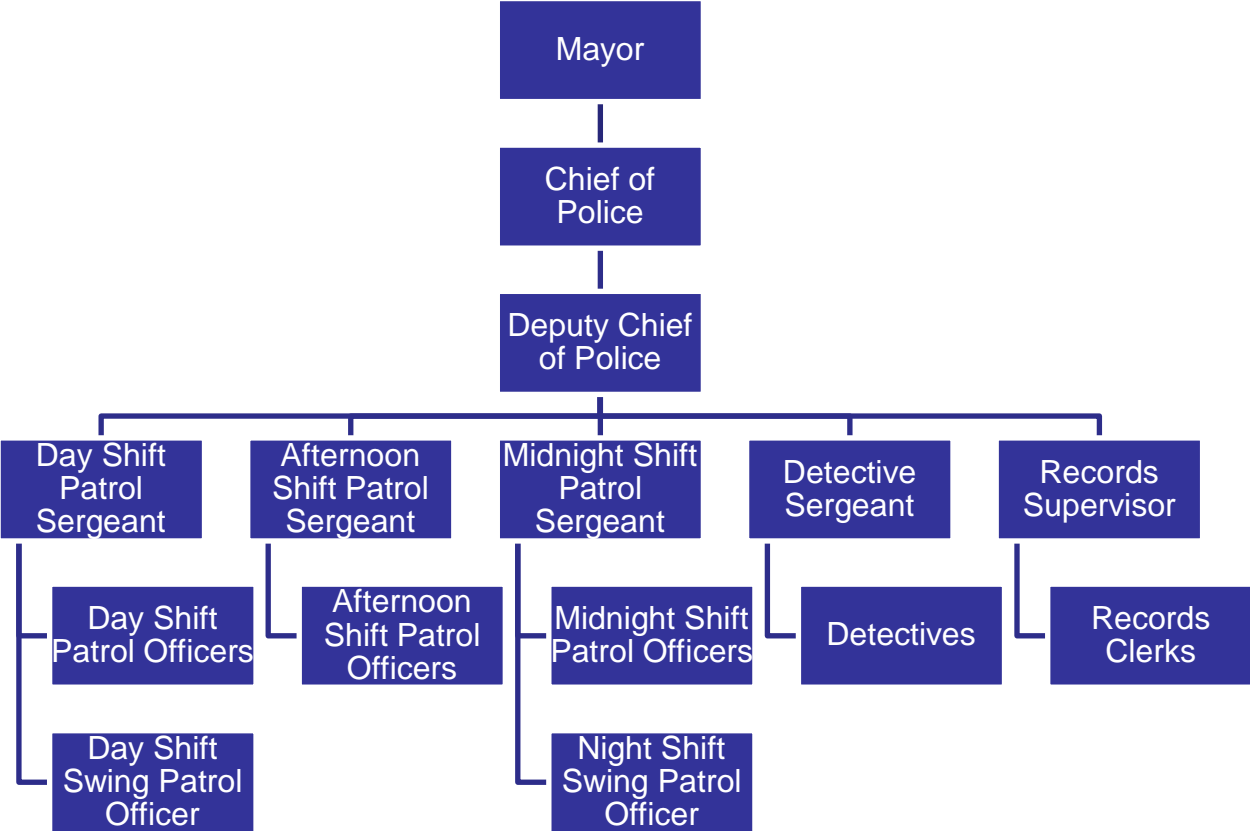 Mayor
Chief of
Police
Deputy Chief
of Police
Day Shift
Patrol
Sergeant
Afternoon
Shift Patrol
Sergeant
Midnight Shift
Patrol
Sergeant
Detective
Sergeant
Records
Supervisor
Day Shift
Patrol Officers
Afternoon
Shift Patrol
Officers
Midnight Shift
Patrol Officers
Detectives
Records
Clerks
Day Shift
Swing Patrol
Officer
Night Shift
Swing Patrol
Officer